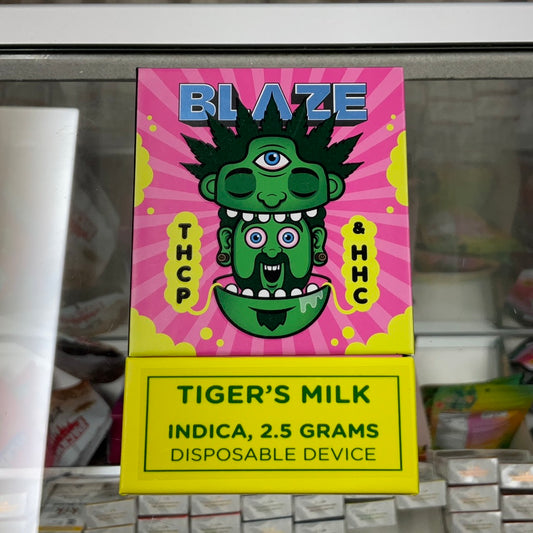 BLAZE
THCP
& HHC
TIGER'S MILK
INDICA, 2.5 GRAMS
DISPOSABLE DEVICE